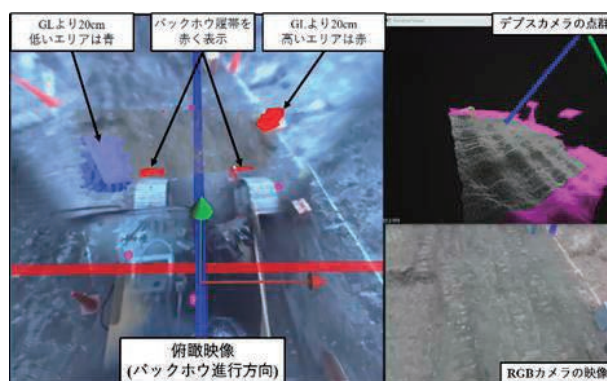 GLより20cm
低いエリアは青
バックホウ履帯を
赤く表示
GLより20cm
高いエリアは赤
デプスカメラの点群
俯瞰映像
(バックホウ進行方向)
RGBカメラの映像